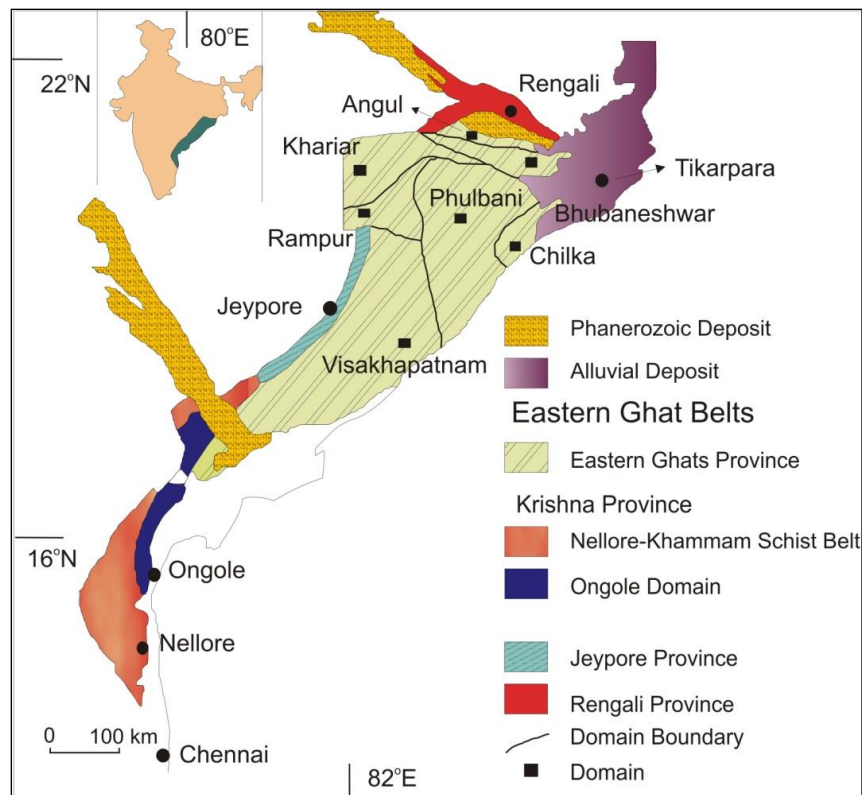 80°E
22°N
Rengali
Angul
Khariar
Tikarpara
Phulbani
Bhubaneshwar
Rampur
Chilka
Jeypore
Visakhapatnam
Phanerozoic Deposit
Alluvial Deposit
Eastern Ghat Belts
Eastern Ghats Province
Krishna Province
Nellore-Khammam Schist Belt
16°N
Ongole
Ongole Domain
Nellore
Jeypore Province
Rengali Province
0 100 km
Domain Boundary
Chennai
82°E
Domain